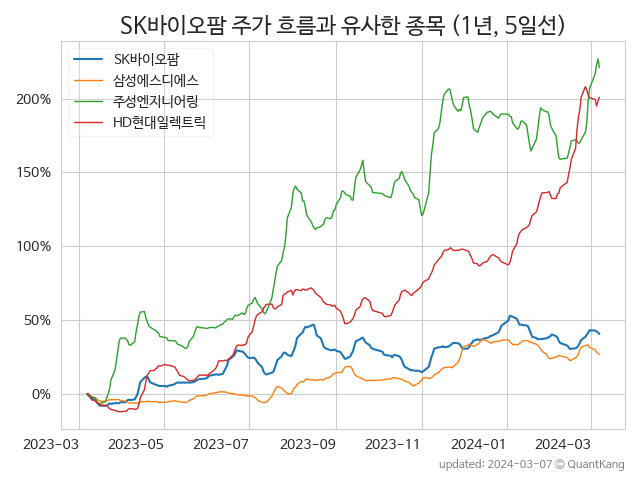 SK바이오팜 주가 흐름과 유사한 종목 (1년, 5일선)
SK바이오팜
삼성에스디에스
주성엔지니어링
HD현대일렉트릭
200%
150%
100%
50%
0%
2023-03 2023-05 2023-07 2023-09 2023-11 2024-01 2024-03
updated: 2024-03-07 © QuantKang